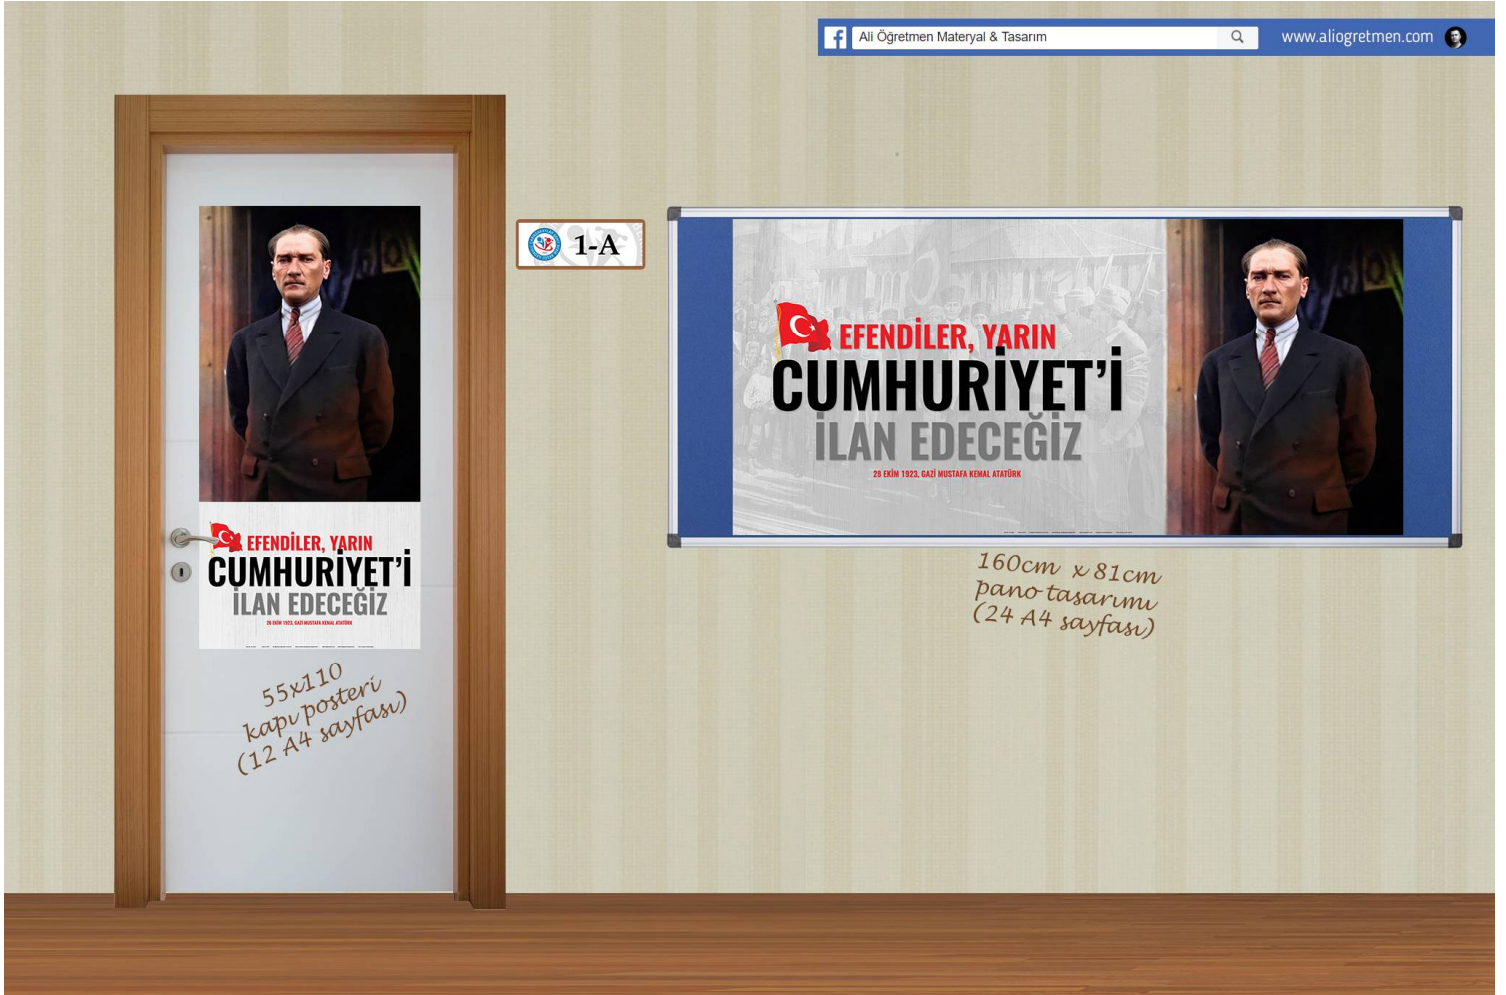 Ali Öğretmen Materyal & Tasarım
www.aliogretmen.com
1-A
EFENDİLER, YARIN
CUMHURİYET'İ
İLAN EDECEĞİZ
28 EKİM 1923, GAZİ MUSTAFA KEMAL ATATÜRK
55x110
kapı posteri
(12 A4 sayfası)
EFENDİLER, YARIN
CUMHURİYET'İ
İLAN EDECEĞİZ
28 EKİM 1923, GAZİ MUSTAFA KEMAL ATATÜRK
160cm x 81cm
pano tasarımı
(24 A4 sayfası)